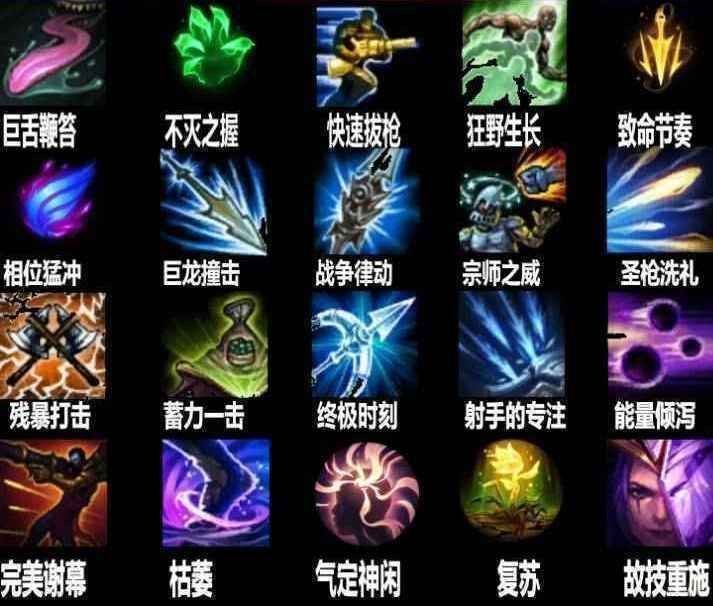 巨舌鞭笞 不灭之握 快速拔枪 狂野生长 致命节奏
相位猛冲 巨龙撞击 战争律动 宗师之威 圣枪洗礼
残暴打击 蓄力一击 终极时刻 射手的专注 能量倾泻
完美谢幕 枯萎 气定神闲 复苏 故技重施